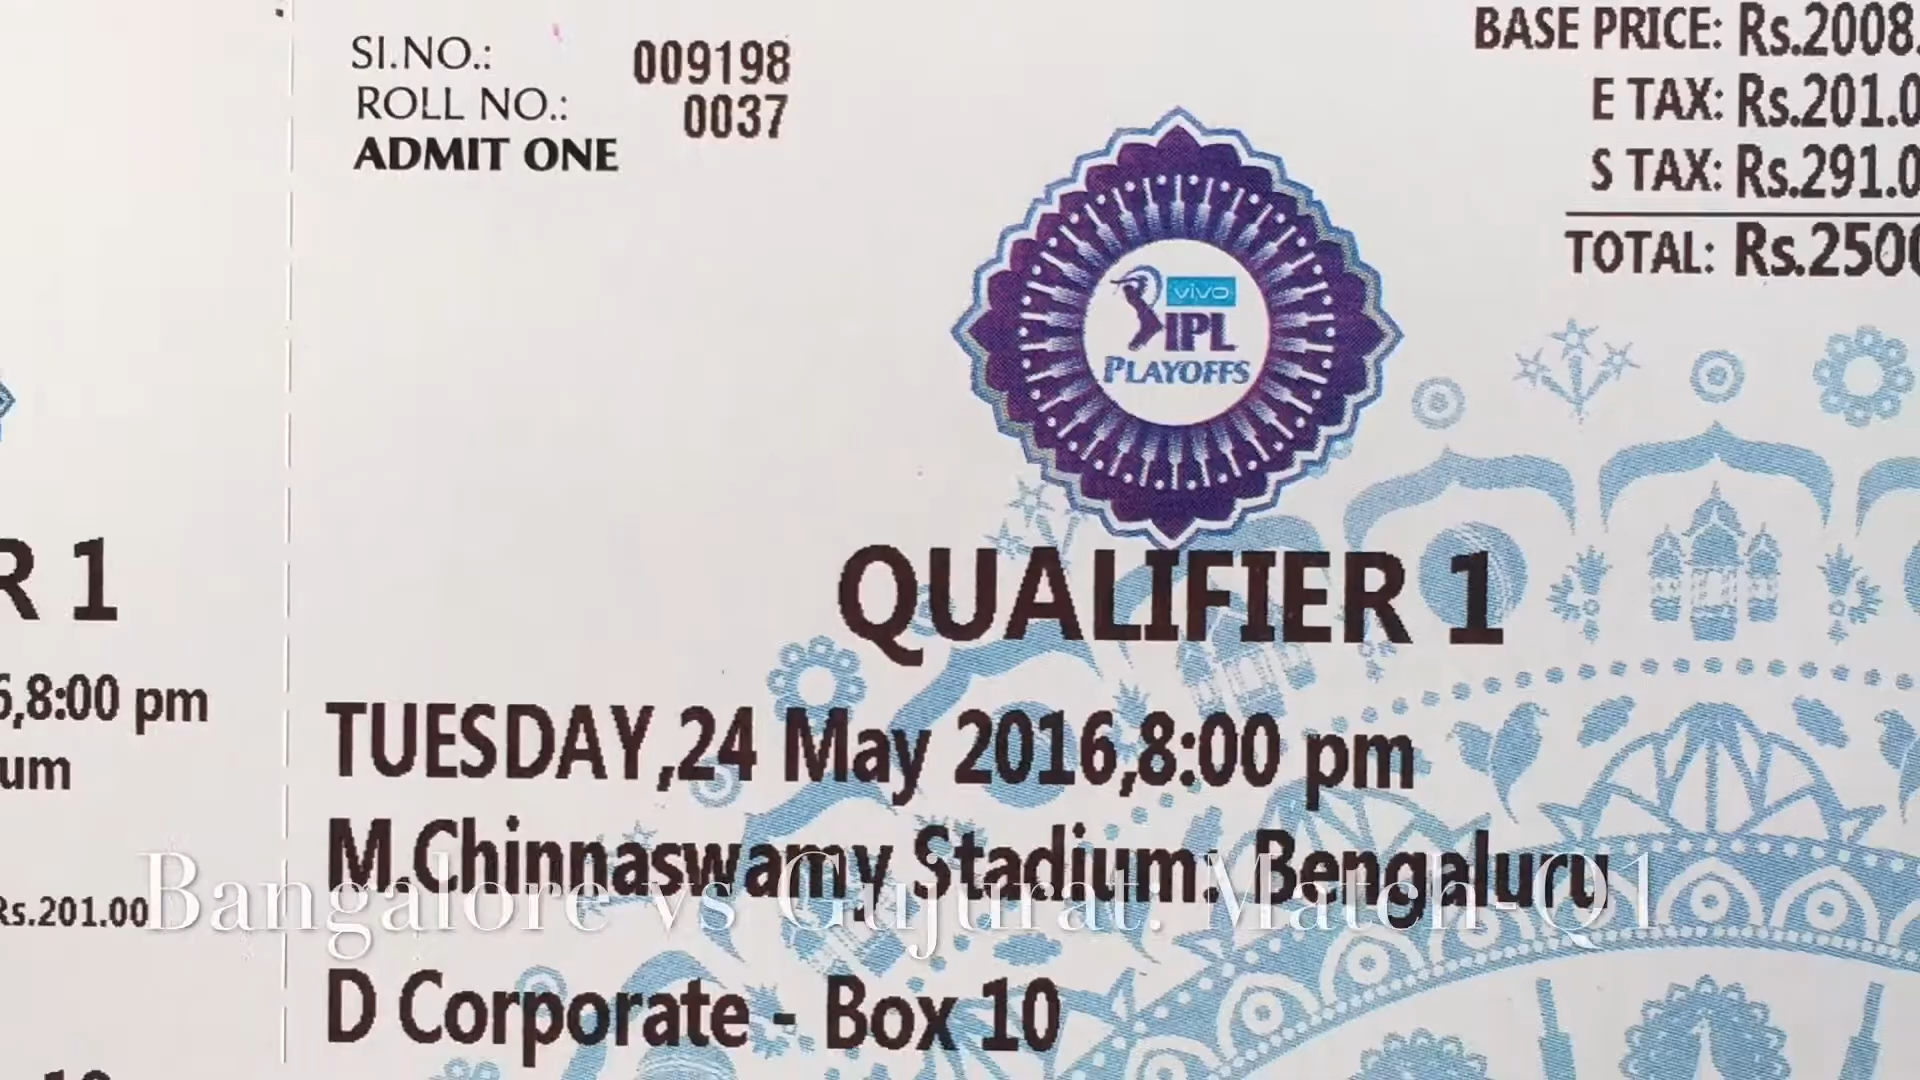 SI.NO.: 009198
ROLL NO.: 0037
ADMIT ONE
BASE PRICE: Rs.2008.
E TAX: Rs.201.0
S TAX: Rs.291.0
TOTAL: Rs.2500
vivo
IPL
PLAYOFFS
R 1
QUALIFIER 1
6,8:00 pm
TUESDAY,24 May 2016,8:00 pm
um
M.Chinnaswamy Stadium: Bengaluru
Rs.201.00
Bangalore vs Gujurat: Match-Q1
D Corporate - Box 10